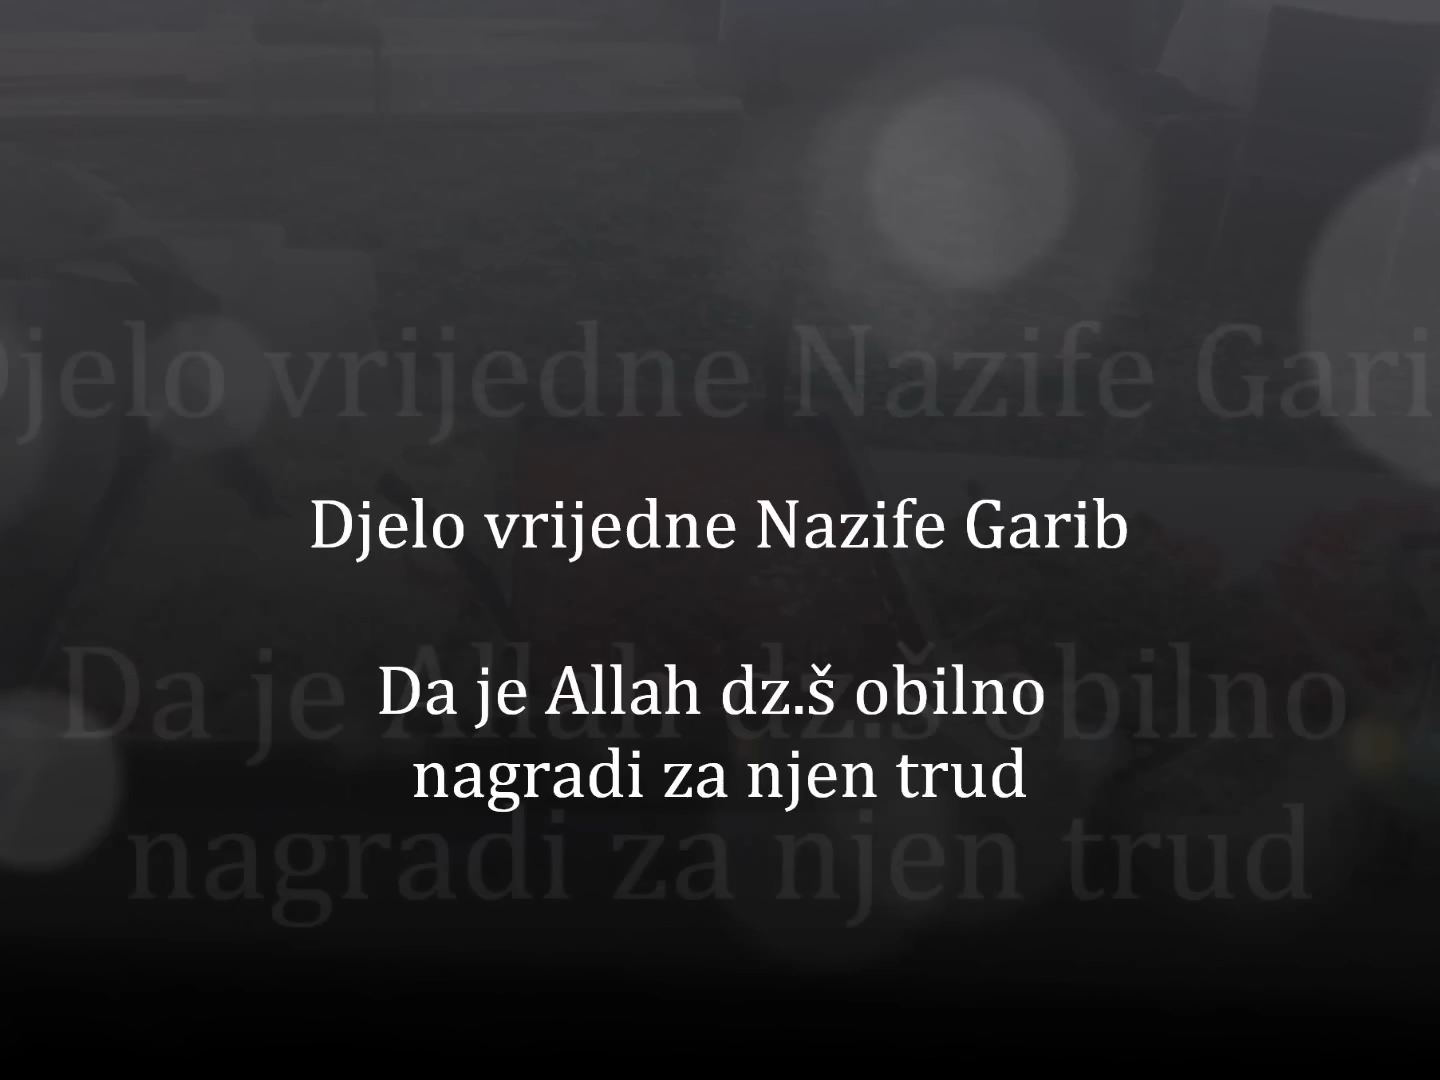 Djelo vrijedne Nazife Garib
Da je Allah dz.š obilno
nagradi za njen trud